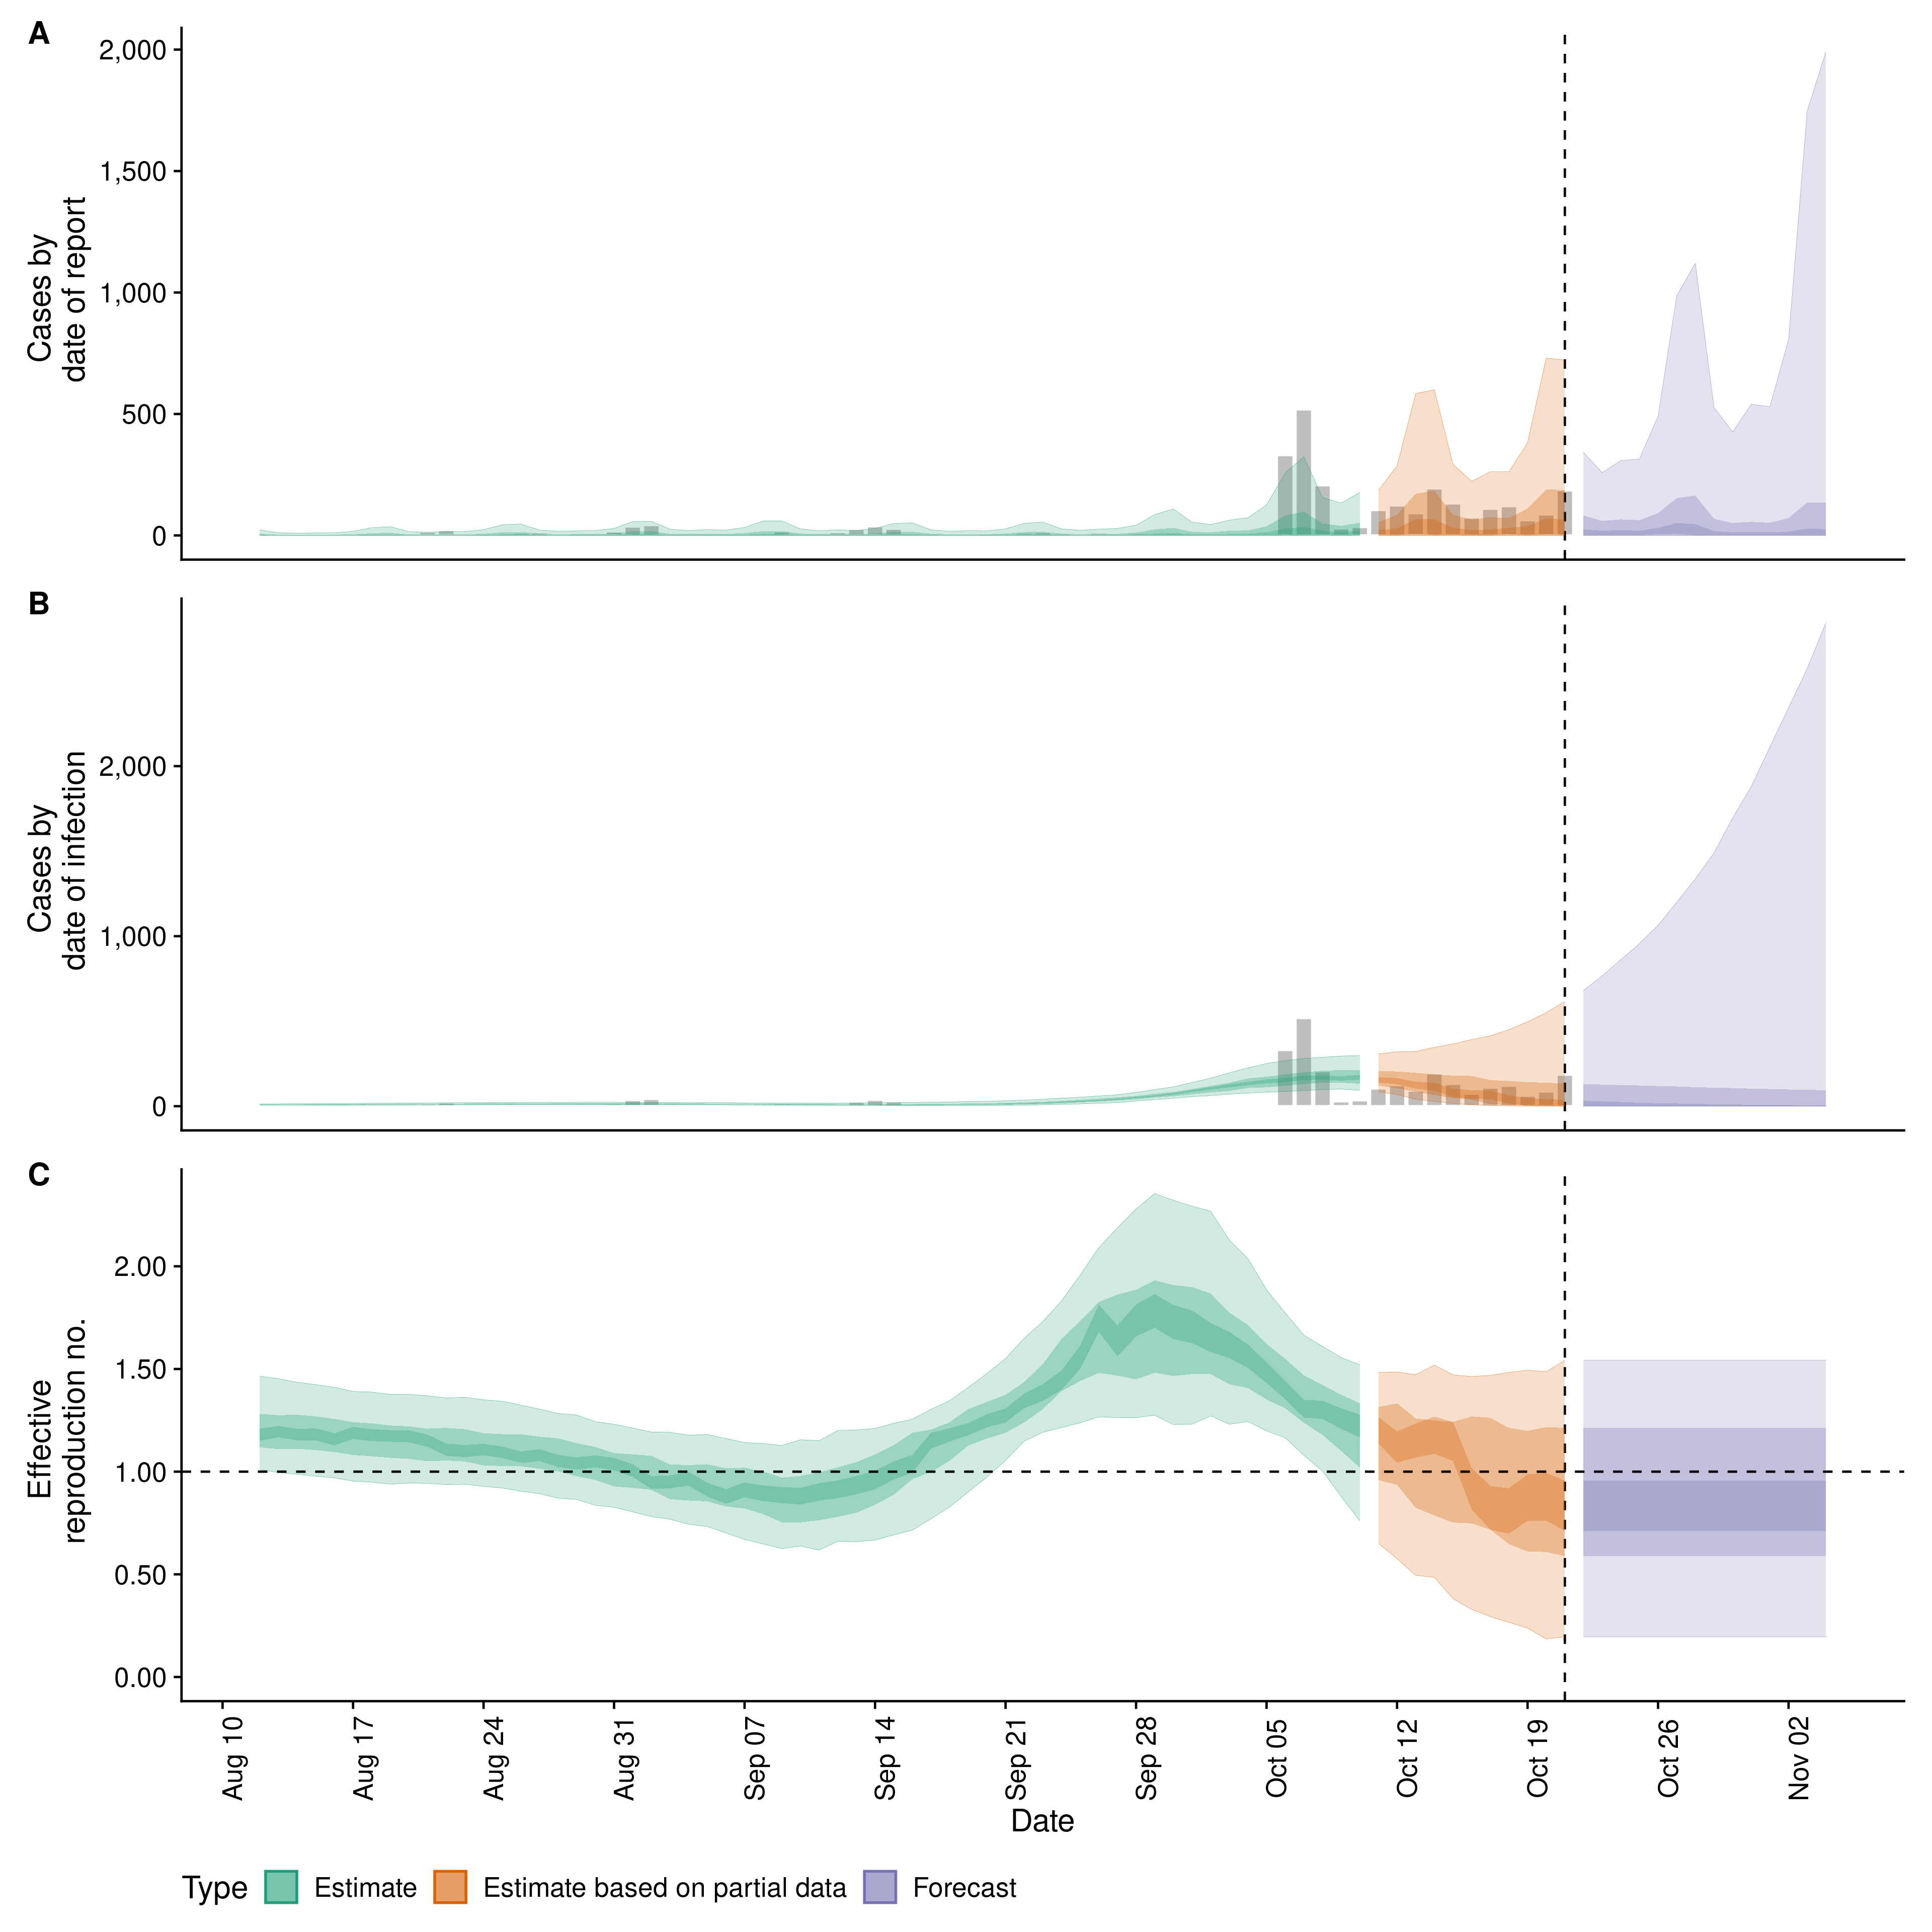 A
Cases by
date of report
2,000
1,500
1,000
500
0
B
Cases by
date of infection
2,000
1,000
0
C
Effective
reproduction no.
2.00
1.50
1.00
0.50
0.00
Aug 10
Aug 17
Aug 24
Aug 31
Sep 07
Sep 14
Sep 21
Sep 28
Oct 05
Oct 12
Oct 19
Oct 26
Nov 02
Date
Type Estimate Estimate based on partial data Forecast